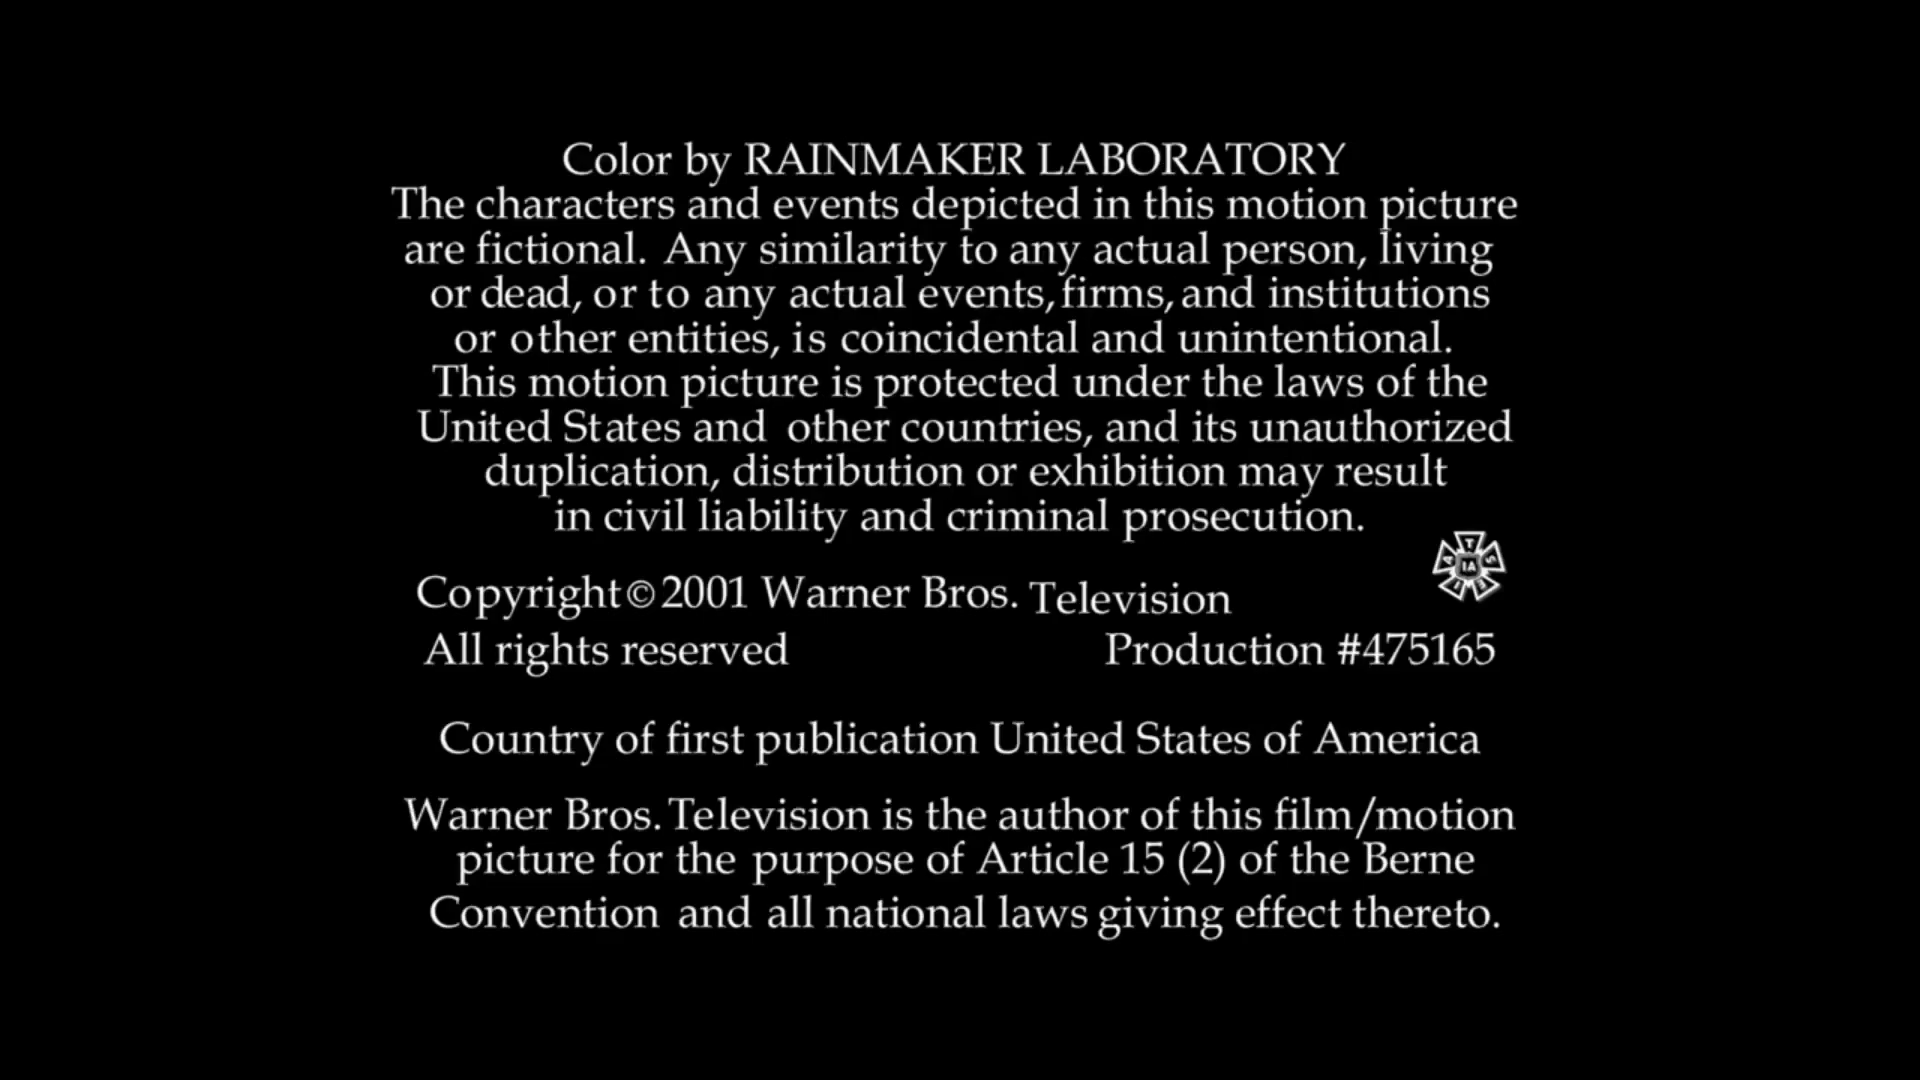 Color by RAINMAKER LABORATORY
The characters and events depicted in this motion picture
are fictional. Any similarity to any actual person, living
or dead, or to any actual events, firms, and institutions
or other entities, is coincidental and unintentional.
This motion picture is protected under the laws of the
United States and other countries, and its unauthorized
duplication, distribution or exhibition may result
in civil liability and criminal prosecution.
I A T S E
IA
Copyright © 2001 Warner Bros. Television
All rights reserved Production #475165
Country of first publication United States of America
Warner Bros. Television is the author of this film/motion
picture for the purpose of Article 15 (2) of the Berne
Convention and all national laws giving effect thereto.